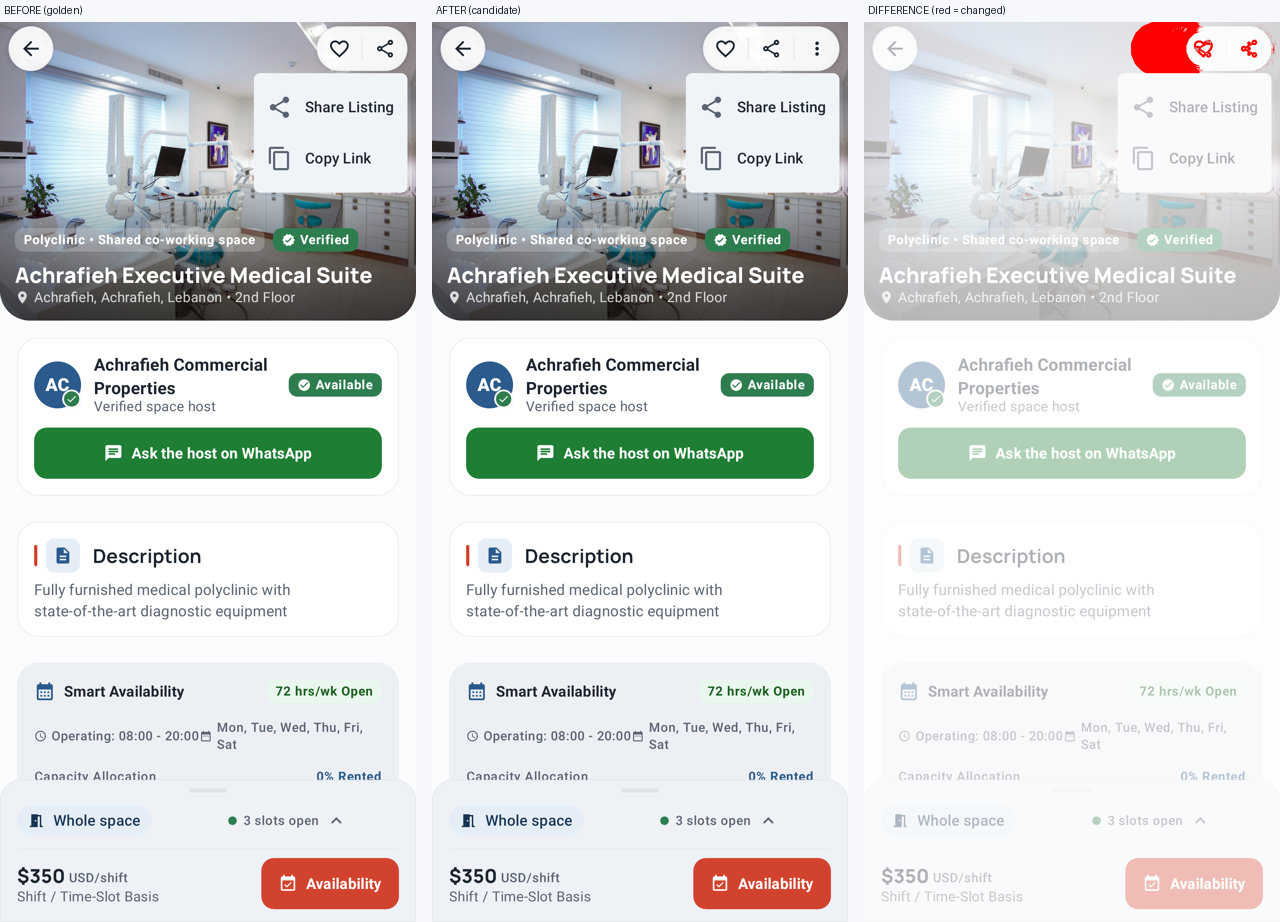 BEFORE (golden)
Share Listing
Copy Link
Polyclinic • Shared co-working space
Verified
Achrafieh Executive Medical Suite
Achrafieh, Achrafieh, Lebanon • 2nd Floor
AC
Achrafieh Commercial
Properties
Verified space host
Available
Ask the host on WhatsApp
Description
Fully furnished medical polyclinic with
state-of-the-art diagnostic equipment
Smart Availability
72 hrs/wk Open
Operating: 08:00 - 20:00
Mon, Tue, Wed, Thu, Fri,
Sat
Capacity Allocation
0% Rented
Whole space
3 slots open
$350 USD/shift
Shift / Time-Slot Basis
Availability
AFTER (candidate)
Share Listing
Copy Link
Polyclinic • Shared co-working space
Verified
Achrafieh Executive Medical Suite
Achrafieh, Achrafieh, Lebanon • 2nd Floor
AC
Achrafieh Commercial
Properties
Verified space host
Available
Ask the host on WhatsApp
Description
Fully furnished medical polyclinic with
state-of-the-art diagnostic equipment
Smart Availability
72 hrs/wk Open
Operating: 08:00 - 20:00
Mon, Tue, Wed, Thu, Fri,
Sat
Capacity Allocation
0% Rented
Whole space
3 slots open
$350 USD/shift
Shift / Time-Slot Basis
Availability
DIFFERENCE (red = changed)
Share Listing
Copy Link
Polyclinic • Shared co-working space
Verified
Achrafieh Executive Medical Suite
Achrafieh, Achrafieh, Lebanon • 2nd Floor
AC
Achrafieh Commercial
Properties
Verified space host
Available
Ask the host on WhatsApp
Description
Fully furnished medical polyclinic with
state-of-the-art diagnostic equipment
Smart Availability
72 hrs/wk Open
Operating: 08:00 - 20:00
Mon, Tue, Wed, Thu, Fri,
Sat
Capacity Allocation
0% Rented
Whole space
3 slots open
$350 USD/shift
Shift / Time-Slot Basis
Availability